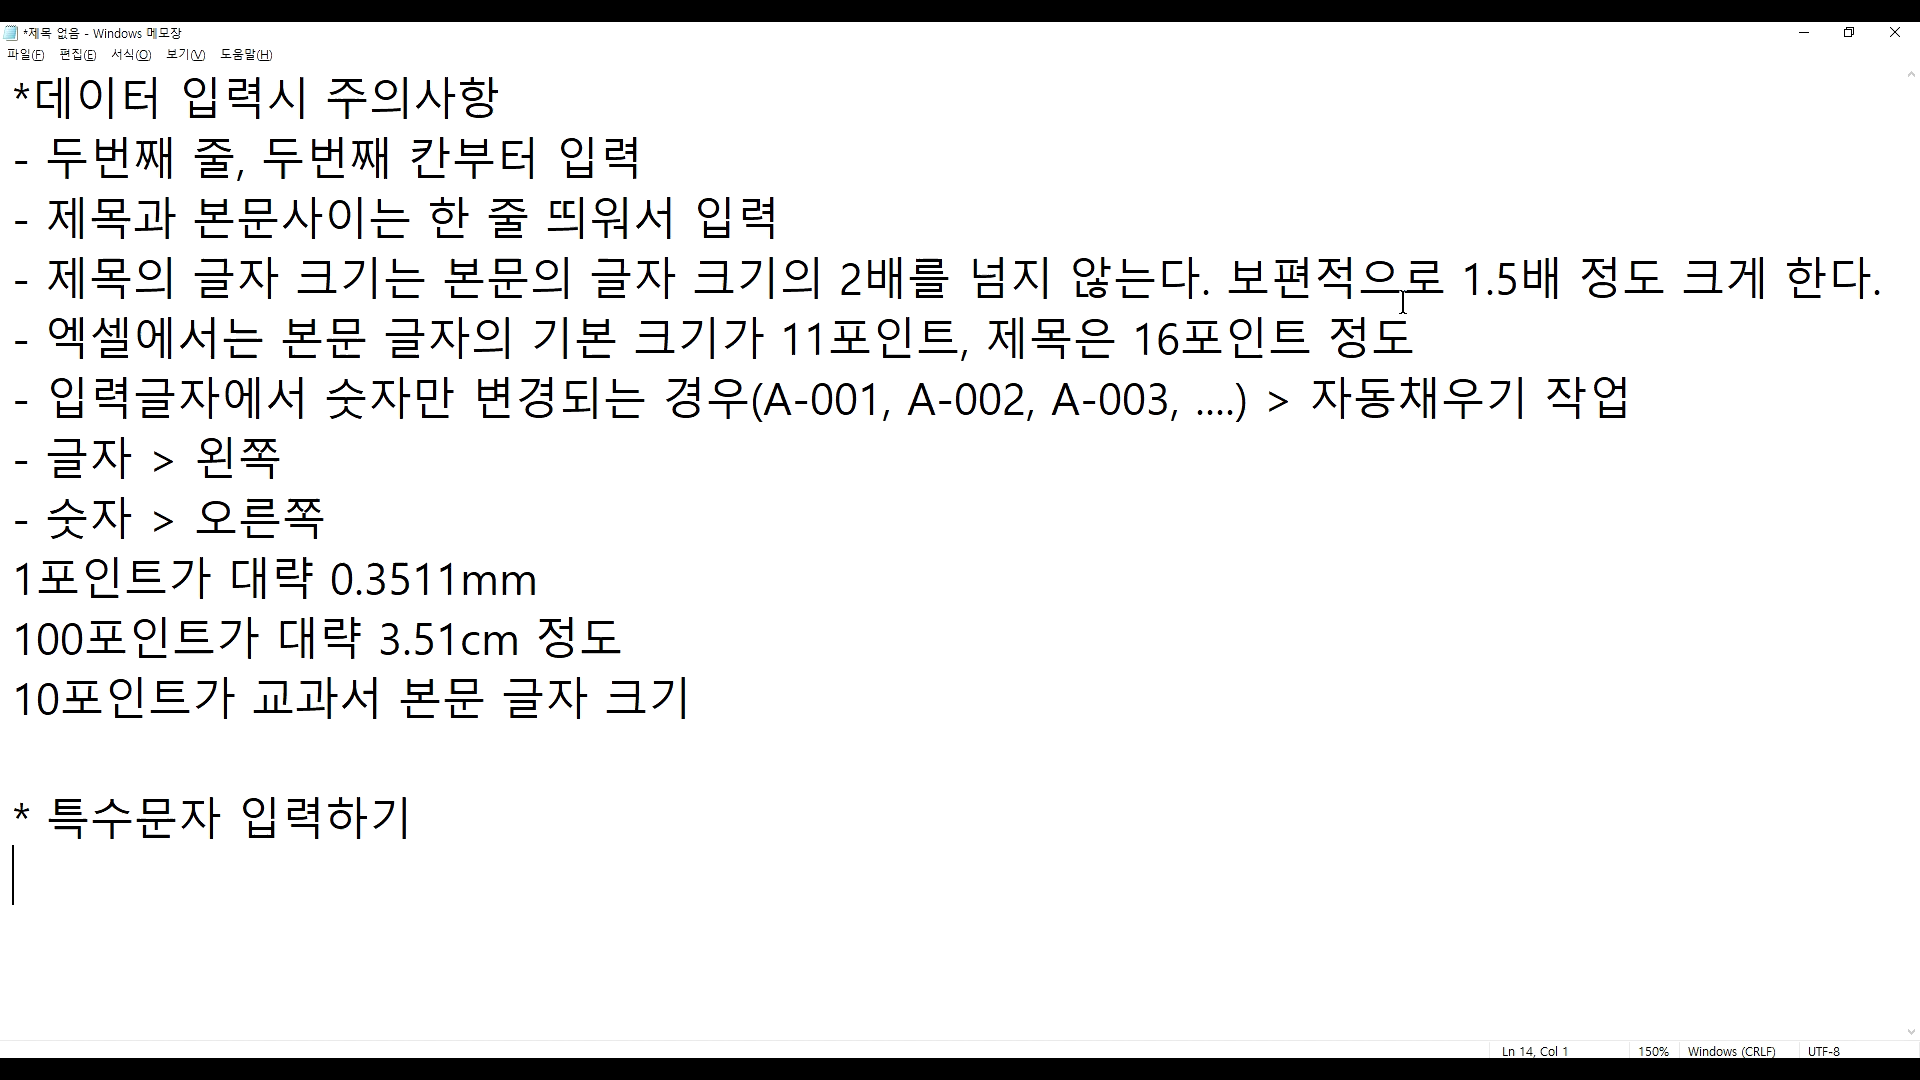 *제목 없음 - Windows 메모장
파일(F) 편집(E) 서식(O) 보기(V) 도움말(H)
*데이터 입력시 주의사항
- 두번째 줄, 두번째 칸부터 입력
- 제목과 본문사이는 한 줄 띄워서 입력
- 제목의 글자 크기는 본문의 글자 크기의 2배를 넘지 않는다. 보편적으로 1.5배 정도 크게 한다.
- 엑셀에서는 본문 글자의 기본 크기가 11포인트, 제목은 16포인트 정도
- 입력글자에서 숫자만 변경되는 경우(A-001, A-002, A-003, ....) > 자동채우기 작업
- 글자 > 왼쪽
- 숫자 > 오른쪽
1포인트가 대략 0.3511mm
100포인트가 대략 3.51cm 정도
10포인트가 교과서 본문 글자 크기
* 특수문자 입력하기
Ln 14, Col 1 150% Windows (CRLF) UTF-8